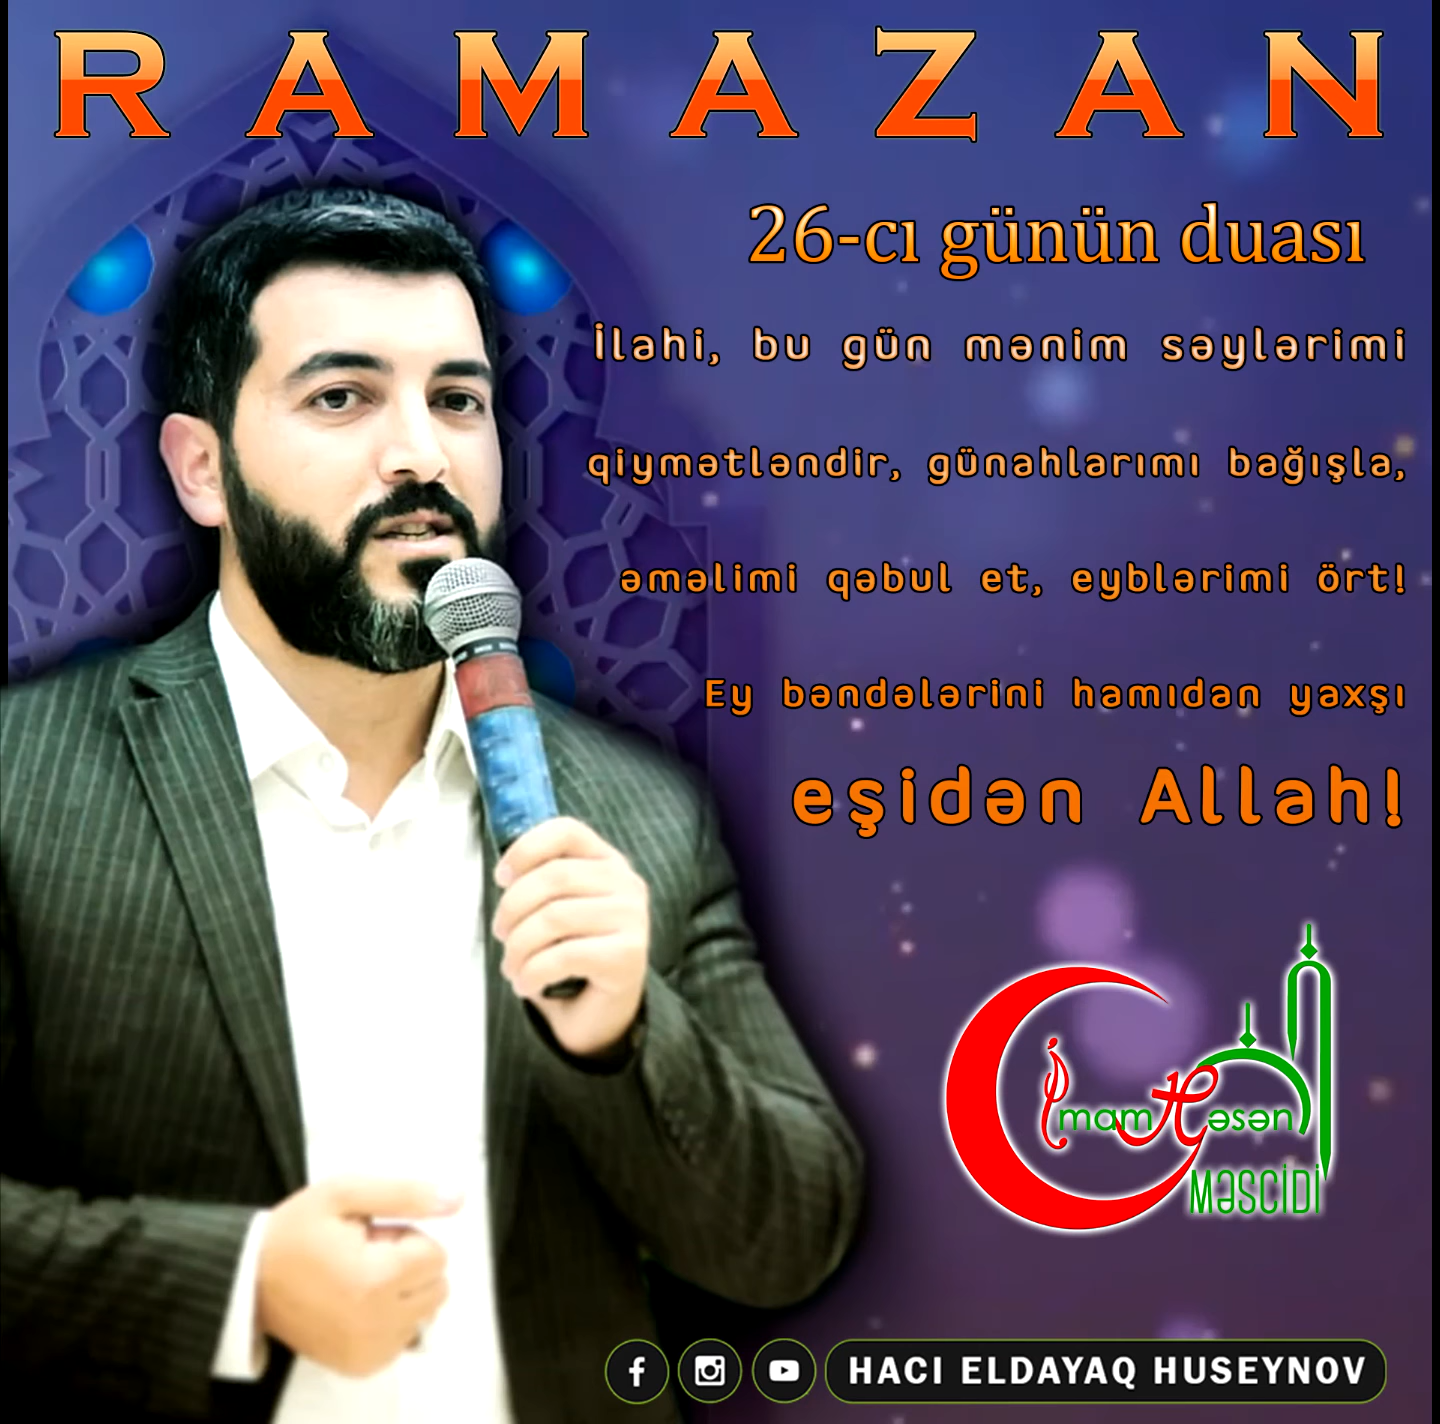 RAMAZAN
26-cı günün duası
İlahi, bu gün mənim səylərimi
qiymətləndir, günahlarımı bağışla,
əməlimi qəbul et, eyblərimi ört!
Ey bəndələrini hamıdan yaxşı
eşidən Allah!
İmam Həsən
MƏSCİDİ
HACI ELDAYAQ HUSEYNOV